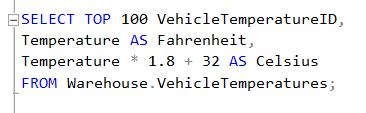 SELECT TOP 100 VehicleTemperatureID,
Temperature AS Fahrenheit,
Temperature * 1.8 + 32 AS Celsius
FROM Warehouse.VehicleTemperatures;